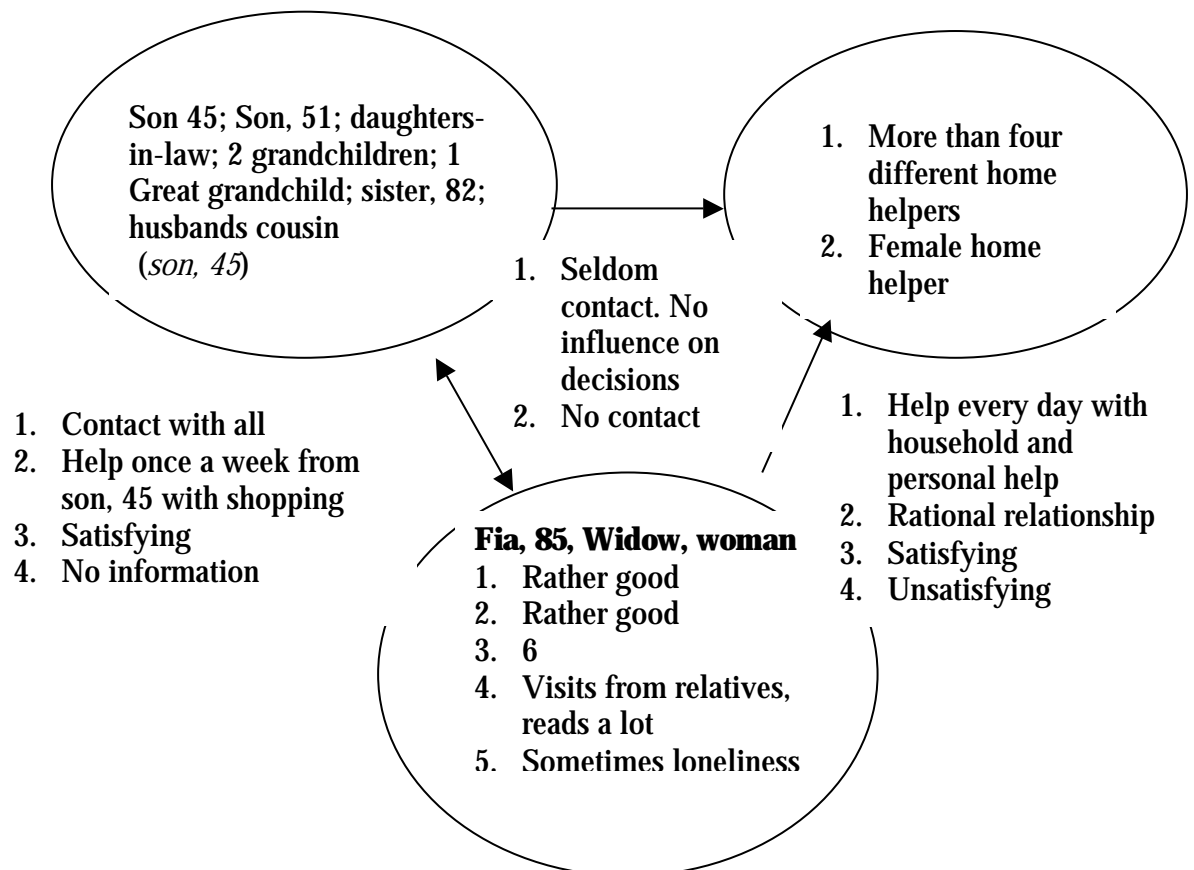 Son 45; Son, 51; daughters-
in-law; 2 grandchildren; 1
Great grandchild; sister, 82;
husbands cousin
(son, 45)
1. More than four
different home
helpers
2. Female home
helper
1. Seldom
contact. No
influence on
decisions
2. No contact
1. Contact with all
2. Help once a week from
son, 45 with shopping
3. Satisfying
4. No information
1. Help every day with
household and
personal help
2. Rational relationship
3. Satisfying
4. Unsatisfying
Fia, 85, Widow, woman
1. Rather good
2. Rather good
3. 6
4. Visits from relatives,
reads a lot
5. Sometimes loneliness